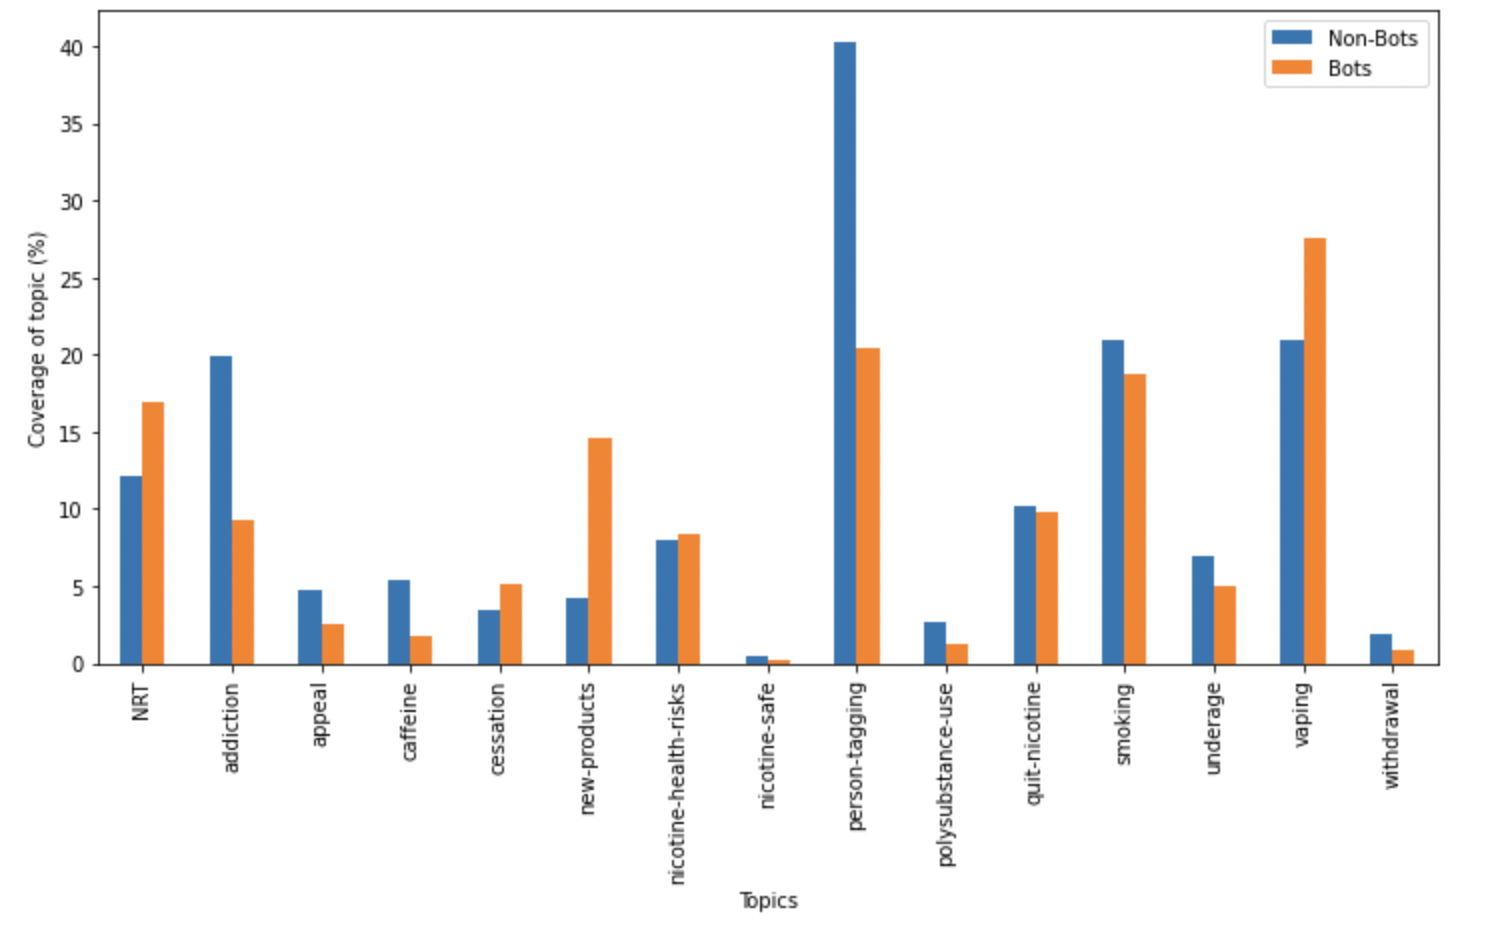 Non-Bots
Bots
Coverage of topic (%)
40
35
30
25
20
15
10
5
0
NRT
addiction
appeal
caffeine
cessation
new-products
nicotine-health-risks
nicotine-safe
person-tagging
polysubstance-use
quit-nicotine
smoking
underage
vaping
withdrawal
Topics